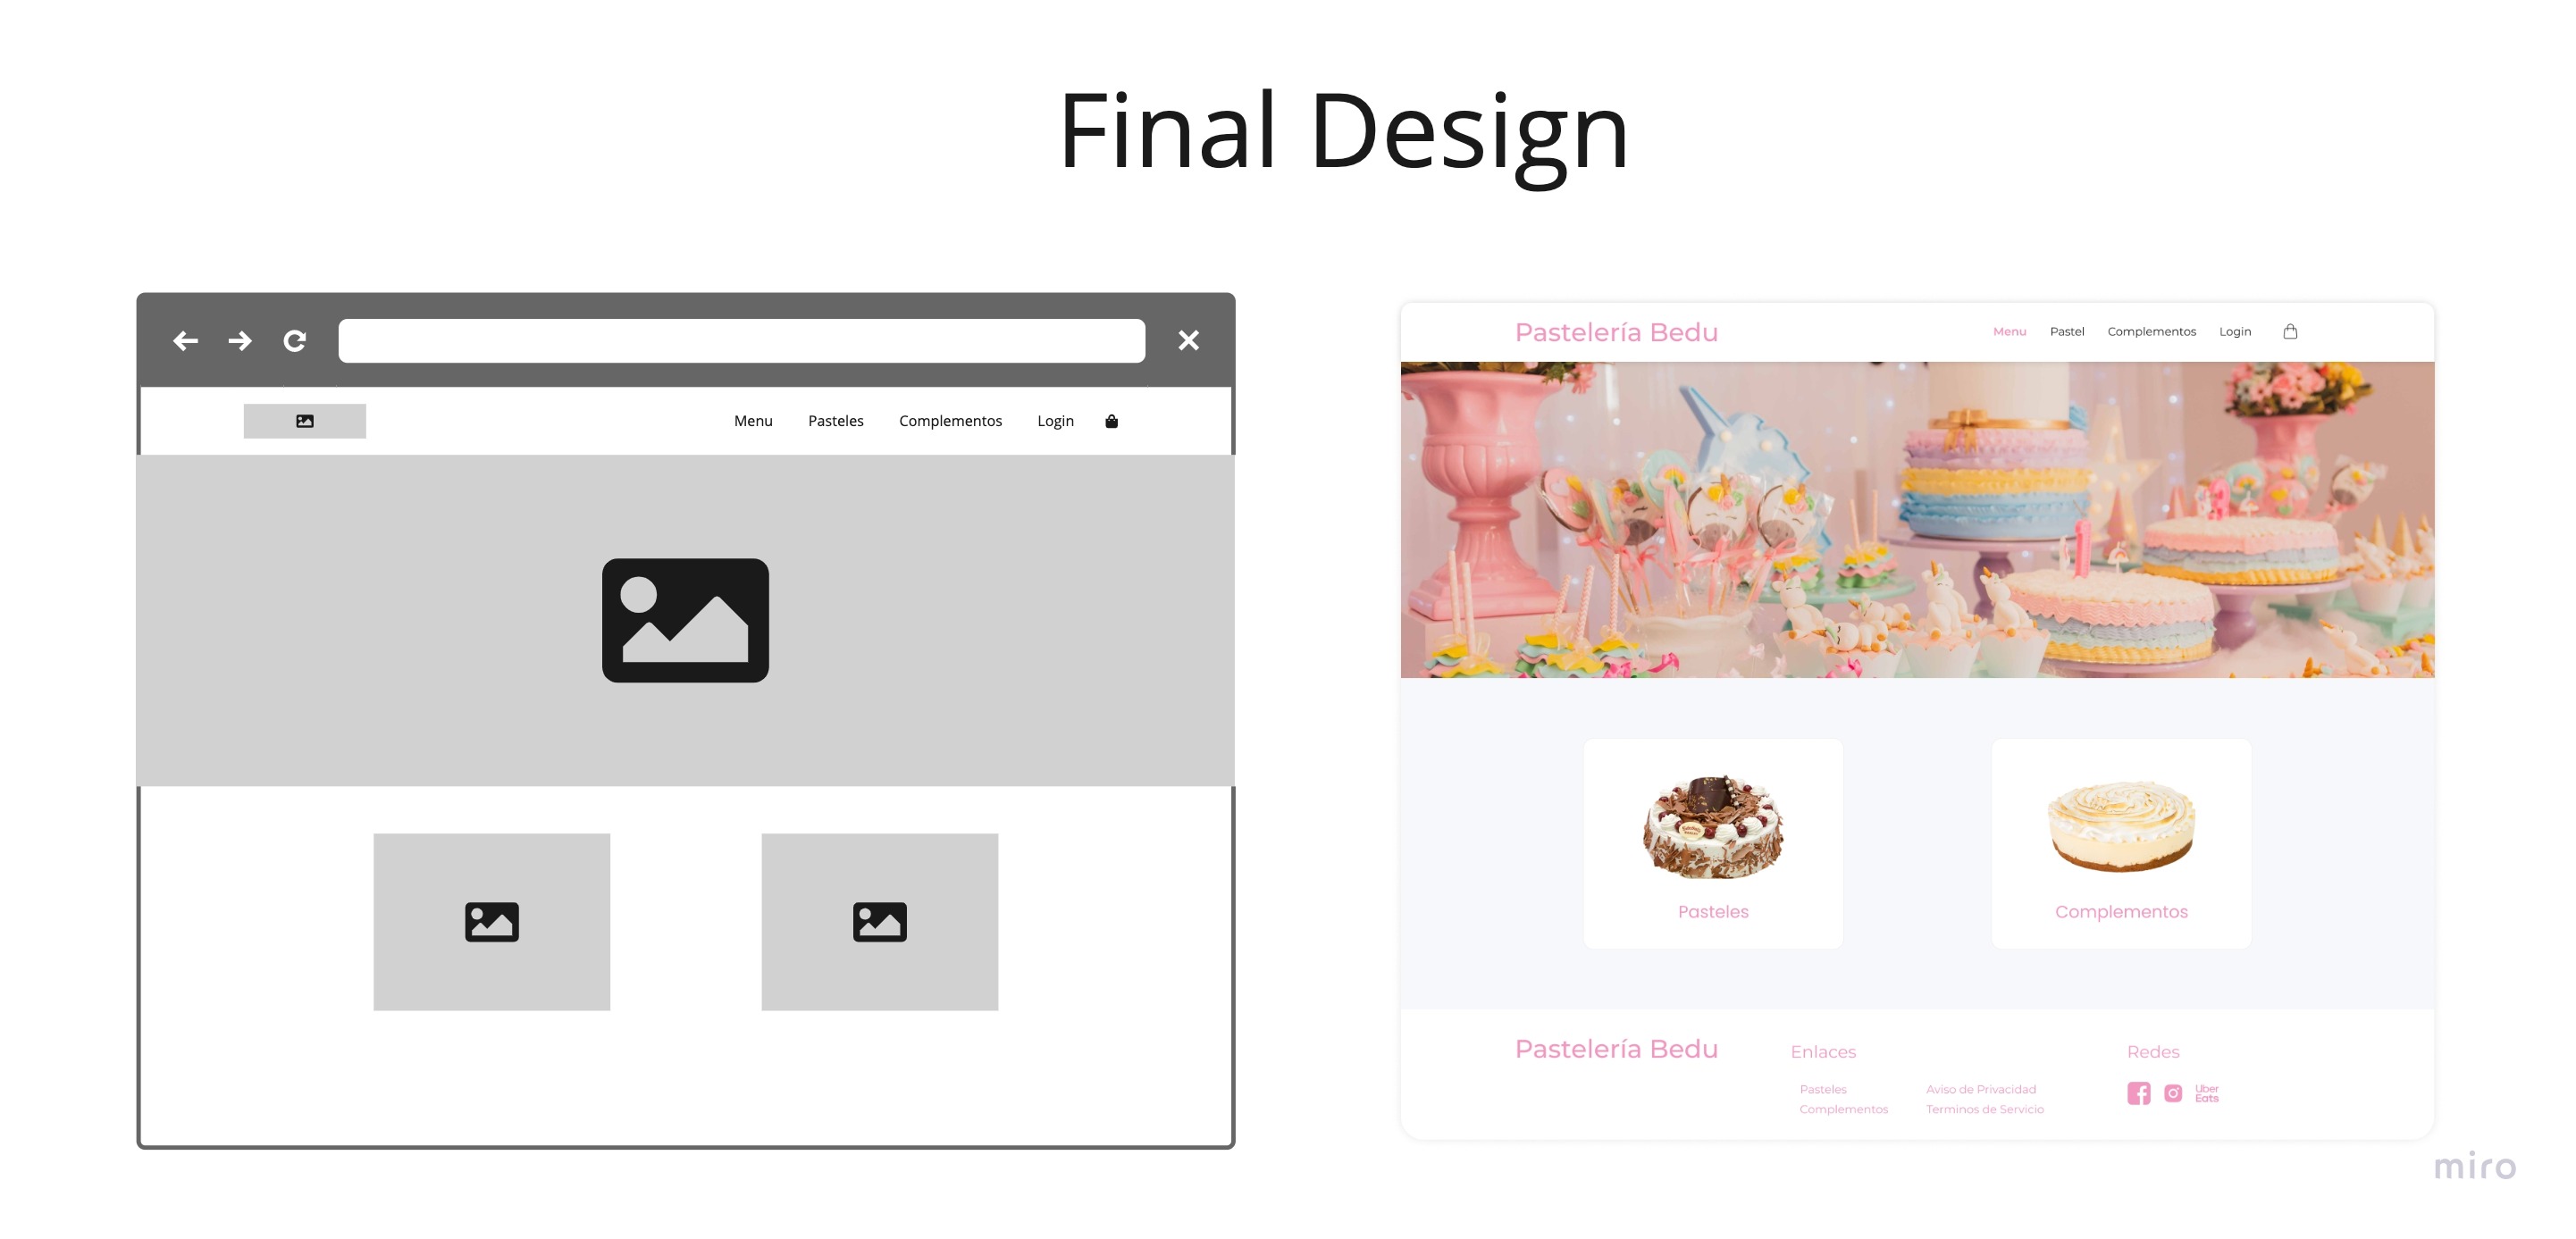 Final Design
Menu Pasteles Complementos Login
Pastelería Bedu Menu Pastel Complementos Login
Pasteles Complementos
Pastelería Bedu Enlaces Redes
Pasteles Aviso de Privacidad Uber
Eats
Complementos Terminos de Servicio
miro